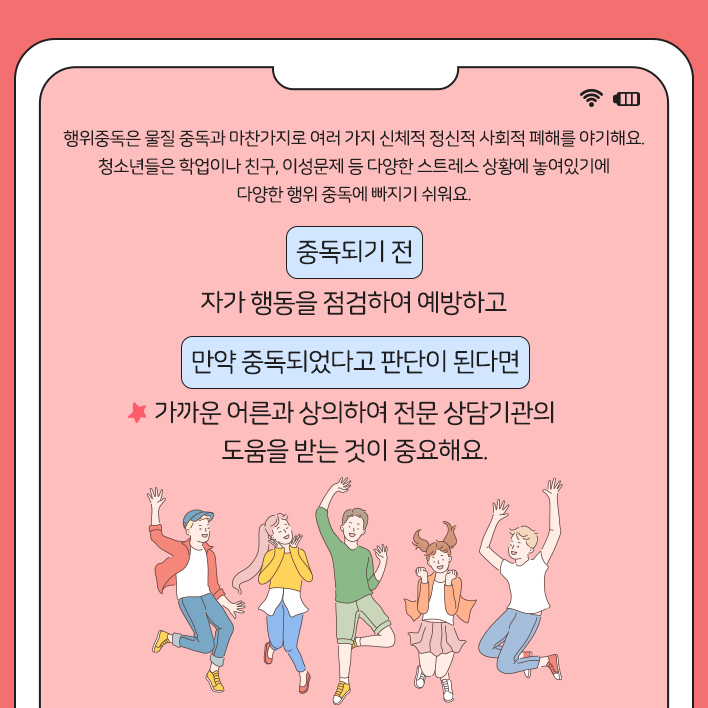 행위중독은 물질 중독과 마찬가지로 여러 가지 신체적 정신적 사회적 폐해를 야기해요.
청소년들은 학업이나 친구, 이성문제 등 다양한 스트레스 상황에 놓여있기에
다양한 행위 중독에 빠지기 쉬워요.
중독되기 전
자가 행동을 점검하여 예방하고
만약 중독되었다고 판단이 된다면
가까운 어른과 상의하여 전문 상담기관의
도움을 받는 것이 중요해요.